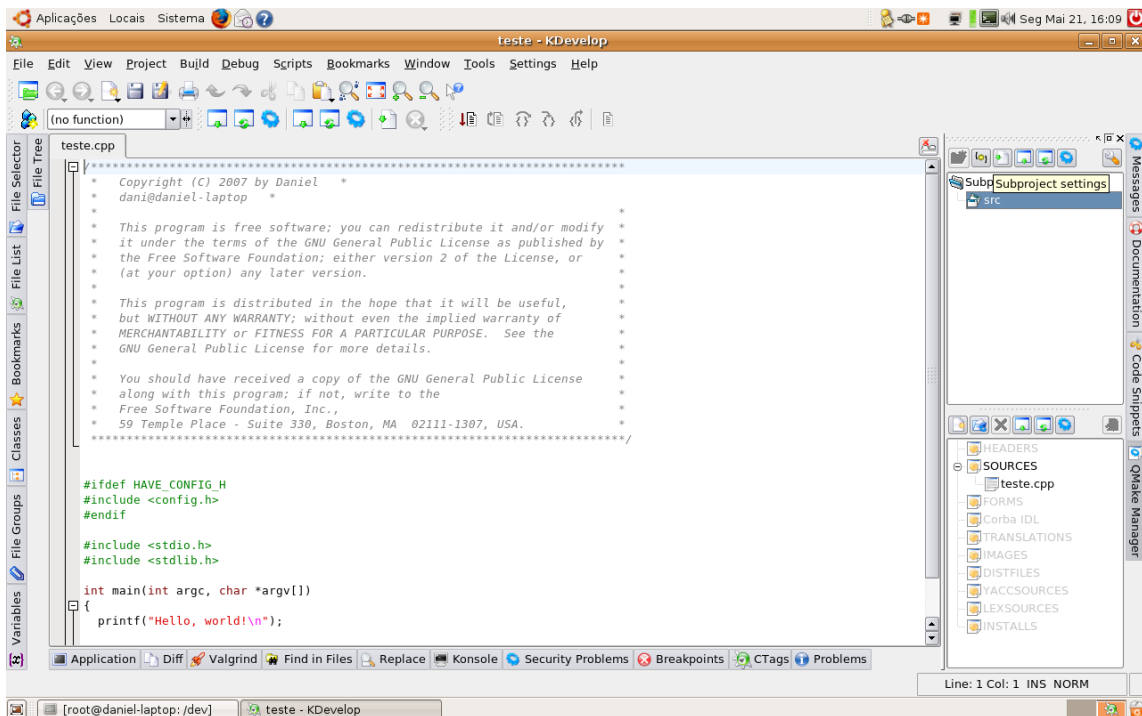 Aplicações Locais Sistema Seg Mai 21, 16:09
teste - KDevelop
File Edit View Project Build Debug Scripts Bookmarks Window Tools Settings Help
(no function)
File Selector
File List
Bookmarks
Classes
File Groups
Variables
File Tree
teste.cpp
/***************************************************************************
 *   Copyright (C) 2007 by Daniel   *
 *   dani@daniel-laptop   *
 *                                                                         *
 *   This program is free software; you can redistribute it and/or modify  *
 *   it under the terms of the GNU General Public License as published by  *
 *   the Free Software Foundation; either version 2 of the License, or     *
 *   (at your option) any later version.                                   *
 *                                                                         *
 *   This program is distributed in the hope that it will be useful,       *
 *   but WITHOUT ANY WARRANTY; without even the implied warranty of        *
 *   MERCHANTABILITY or FITNESS FOR A PARTICULAR PURPOSE.  See the         *
 *   GNU General Public License for more details.                          *
 *                                                                         *
 *   You should have received a copy of the GNU General Public License     *
 *   along with this program; if not, write to the                         *
 *   Free Software Foundation, Inc.,                                       *
 *   59 Temple Place - Suite 330, Boston, MA  02111-1307, USA.             *
 ***************************************************************************/
#ifdef HAVE_CONFIG_H
#include <config.h>
#endif
#include <stdio.h>
#include <stdlib.h>
int main(int argc, char *argv[])
{
  printf("Hello, world!\n");
Subp
Subproject settings
src
HEADERS
SOURCES
teste.cpp
FORMS
Corba IDL
TRANSLATIONS
IMAGES
DISTFILES
YACCSOURCES
LEXSOURCES
INSTALLS
Messages
Documentation
Code Snippets
QMake Manager
Application Diff Valgrind Find in Files Replace Konsole Security Problems Breakpoints CTags Problems
Line: 1 Col: 1 INS NORM
[root@daniel-laptop: /dev] teste - KDevelop